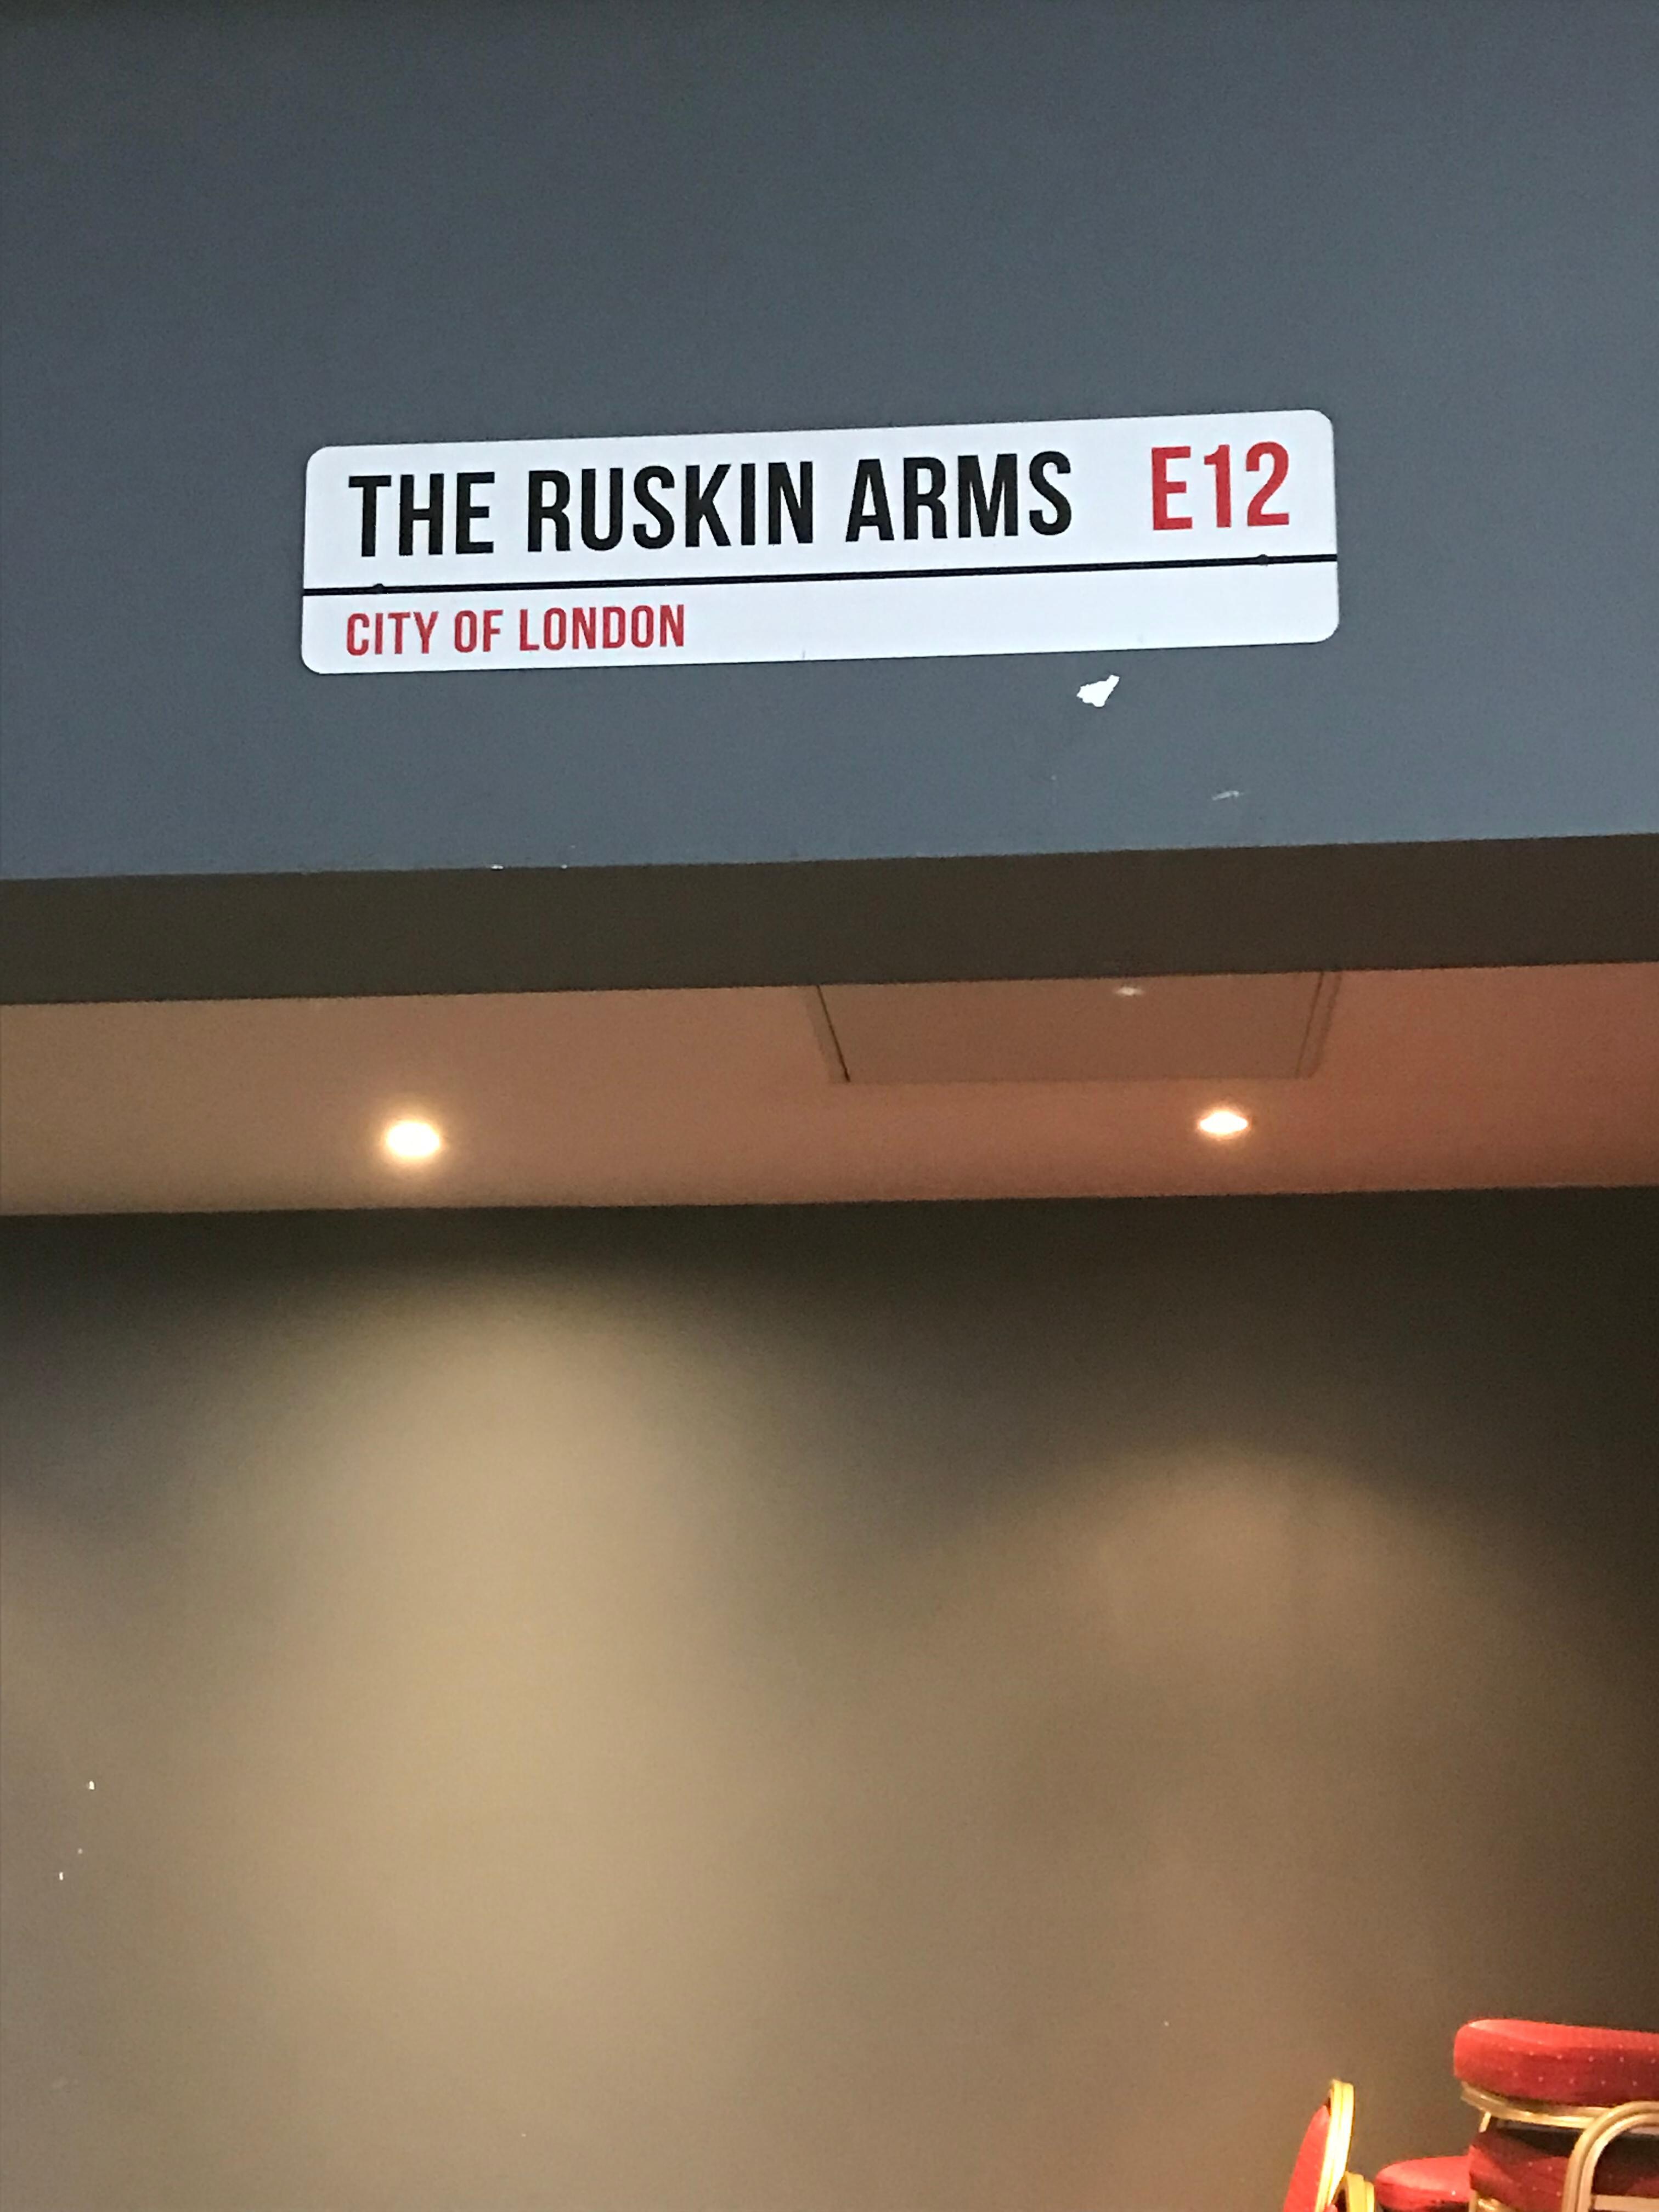 THE RUSKIN ARMS E12
CITY OF LONDON